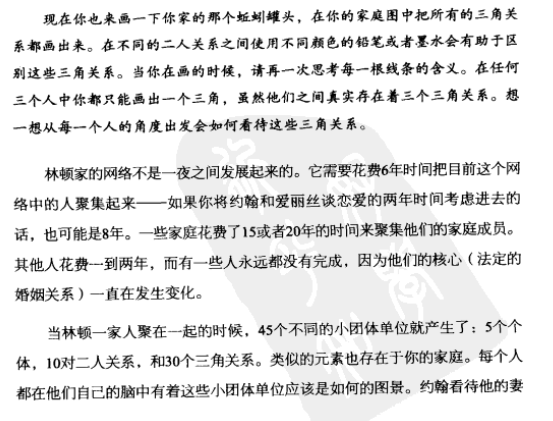 现在你也来画一下你家的那个蚯蚓罐头，在你的家庭图中把所有的三角关
系都画出来。在不同的二人关系之间使用不同颜色的铅笔或者墨水会有助于区
别这些三角关系。当你在画的时候，请再一次思考每一根线条的含义。在任何
三个人中你都只能画出一个三角，虽然他们之间真实存在着三个三角关系。想
一想从每一个人的角度出发会如何看待这些三角关系。
林顿家的网络不是一夜之间发展起来的。它需要花费6年时间把目前这个网
络中的人聚集起来——如果你将约翰和爱丽丝谈恋爱的两年时间考虑进去的
话，也可能是8年。一些家庭花费了15或者20年的时间来聚集他们的家庭成员。
其他人花费一到两年，而有一些人永远都没有完成，因为他们的核心（法定的
婚姻关系）一直在发生变化。
当林顿一家人聚在一起的时候，45个不同的小团体单位就产生了：5个个
体，10对二人关系，和30个三角关系。类似的元素也存在于你的家庭。每个人
都在他们自己的脑中有着这些小团体单位应该是如何的图景。约翰看待他的妻